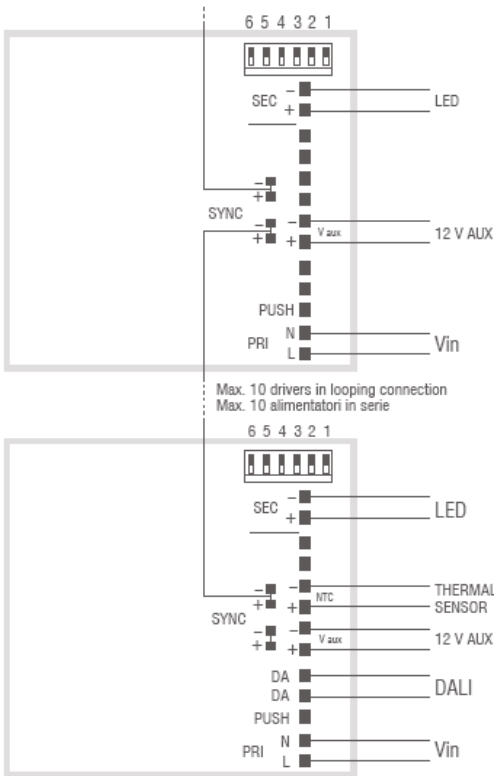 6 5 4 3 2 1
SEC - LED
+
-
+
SYNC - - V aux 12 V AUX
+ +
PUSH
PRI N Vin
L
Max. 10 drivers in looping connection
Max. 10 alimentatori in serie
6 5 4 3 2 1
SEC - LED
+
- - NTC THERMAL
+ + SENSOR
SYNC - - V aux 12 V AUX
+ +
DA DALI
DA
PUSH
PRI N Vin
L